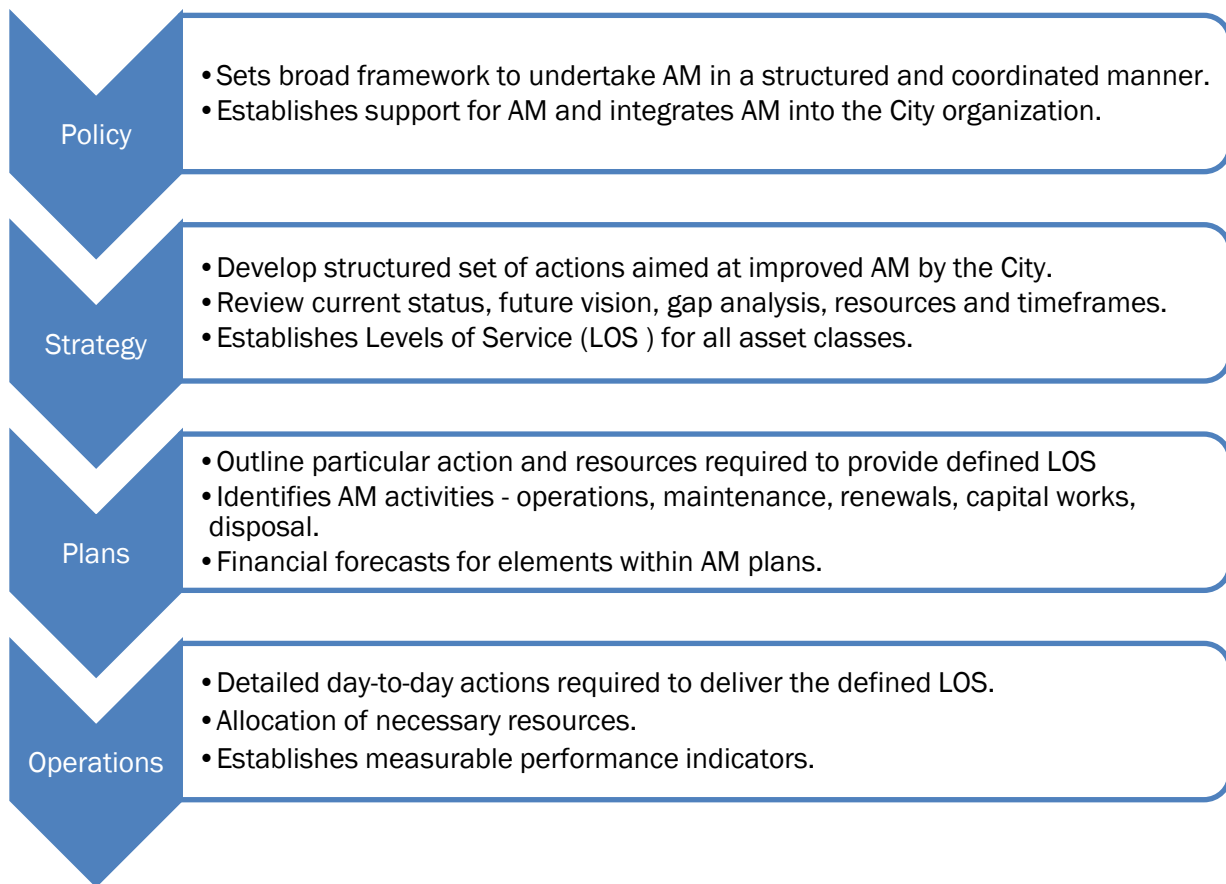 Policy
•Sets broad framework to undertake AM in a structured and coordinated manner.
•Establishes support for AM and integrates AM into the City organization.
Strategy
•Develop structured set of actions aimed at improved AM by the City.
•Review current status, future vision, gap analysis, resources and timeframes.
•Establishes Levels of Service (LOS ) for all asset classes.
Plans
•Outline particular action and resources required to provide defined LOS
•Identifies AM activities - operations, maintenance, renewals, capital works,
disposal.
•Financial forecasts for elements within AM plans.
Operations
•Detailed day-to-day actions required to deliver the defined LOS.
•Allocation of necessary resources.
•Establishes measurable performance indicators.